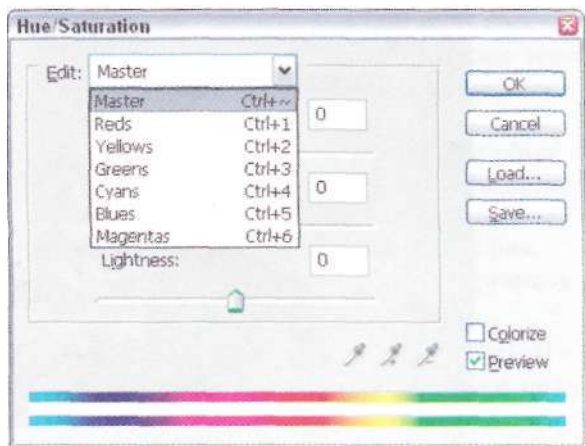 Hue/Saturation
Edit: Master
Master Ctrl+~
Reds Ctrl+1
Yellows Ctrl+2
Greens Ctrl+3
Cyans Ctrl+4
Blues Ctrl+5
Magentas Ctrl+6
0
0
Lightness: 0
OK
Cancel
Load...
Save...
Colorize
Preview